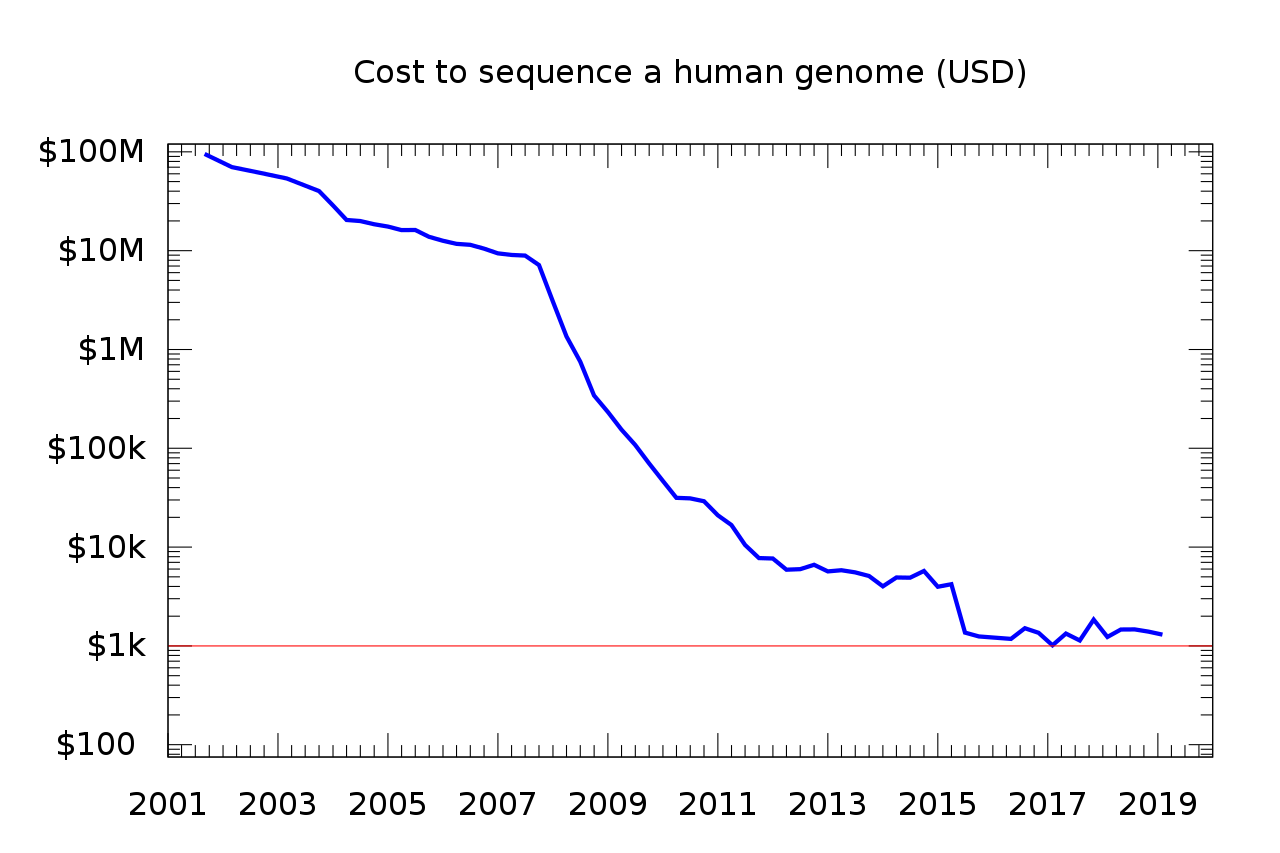 Cost to sequence a human genome (USD)
$100M
$10M
$1M
$100k
$10k
$1k
$100
2001 2003 2005 2007 2009 2011 2013 2015 2017 2019